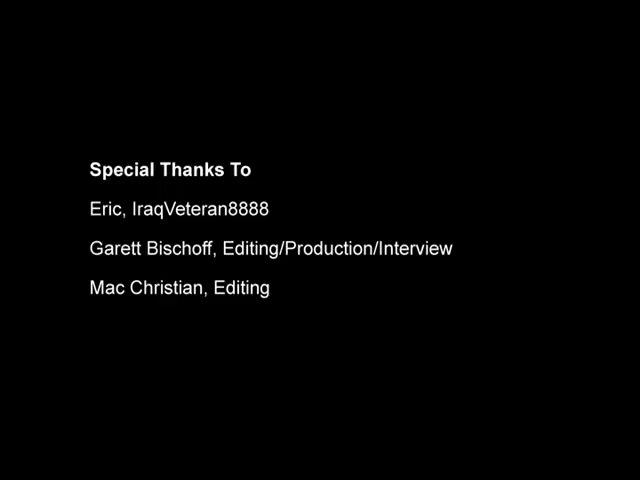 Special Thanks To
Eric, IraqVeteran8888
Garett Bischoff, Editing/Production/Interview
Mac Christian, Editing